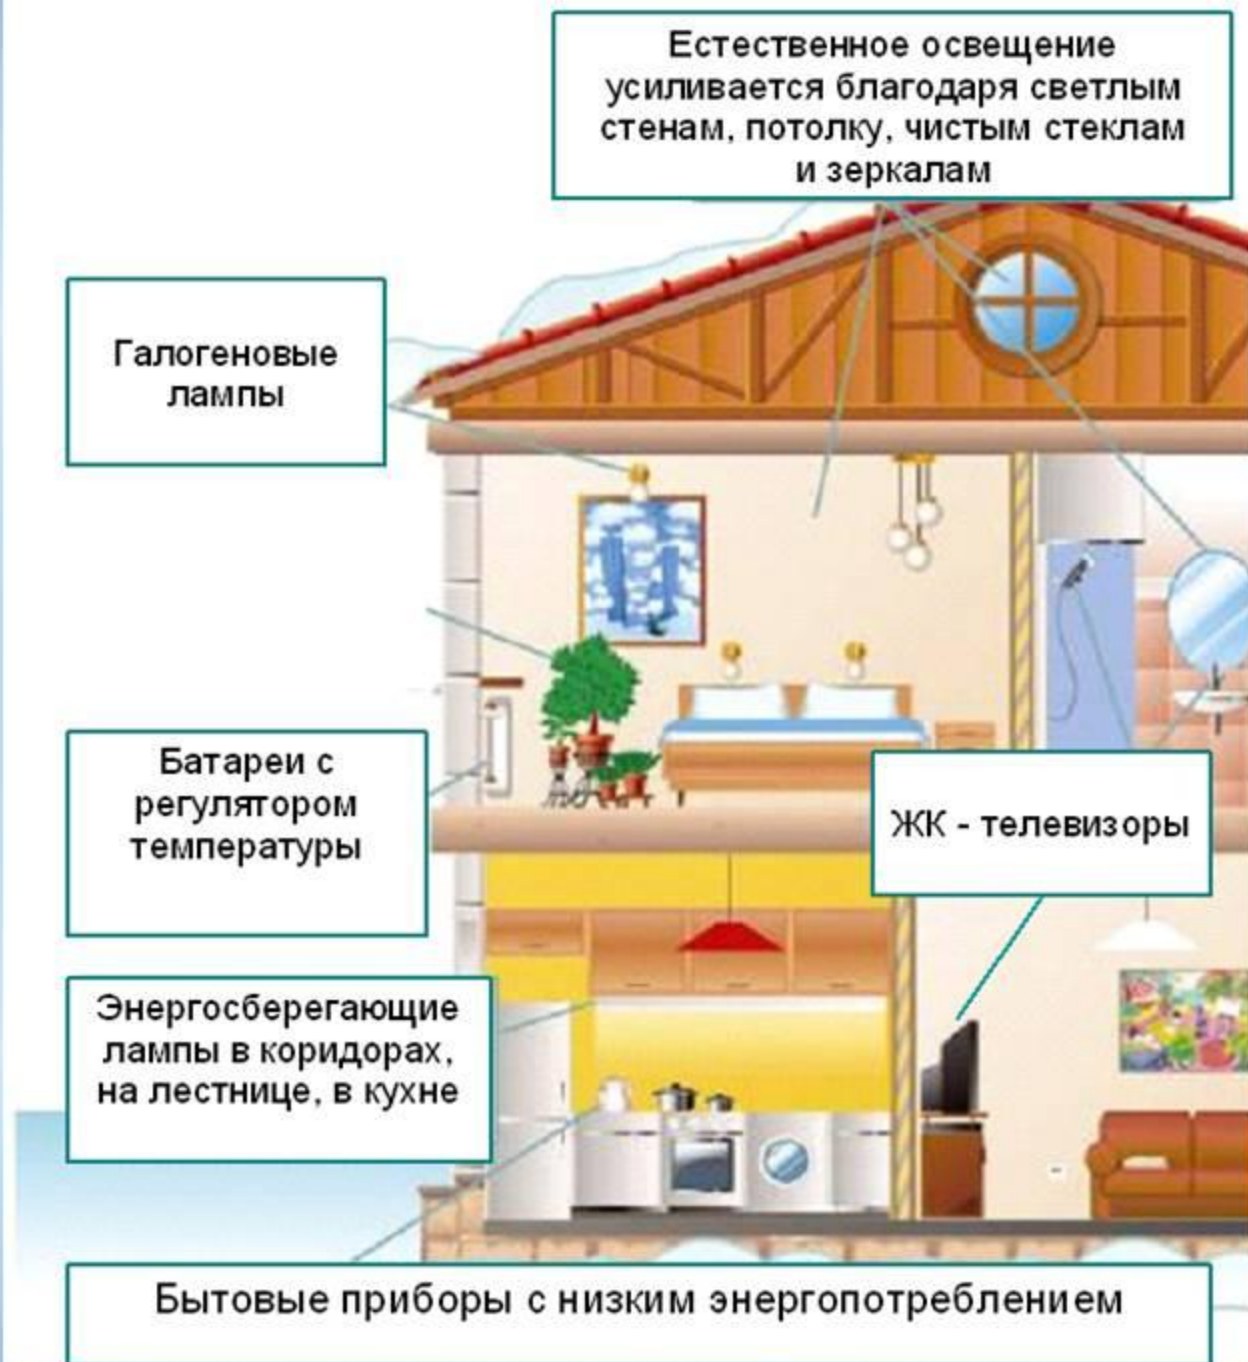 Естественное освещение
усиливается благодаря светлым
стенам, потолку, чистым стеклам
и зеркалам
Галогеновые
лампы
Батареи с
регулятором
температуры
ЖК - телевизоры
Энергосберегающие
лампы в коридорах,
на лестнице, в кухне
Бытовые приборы с низким энергопотреблением